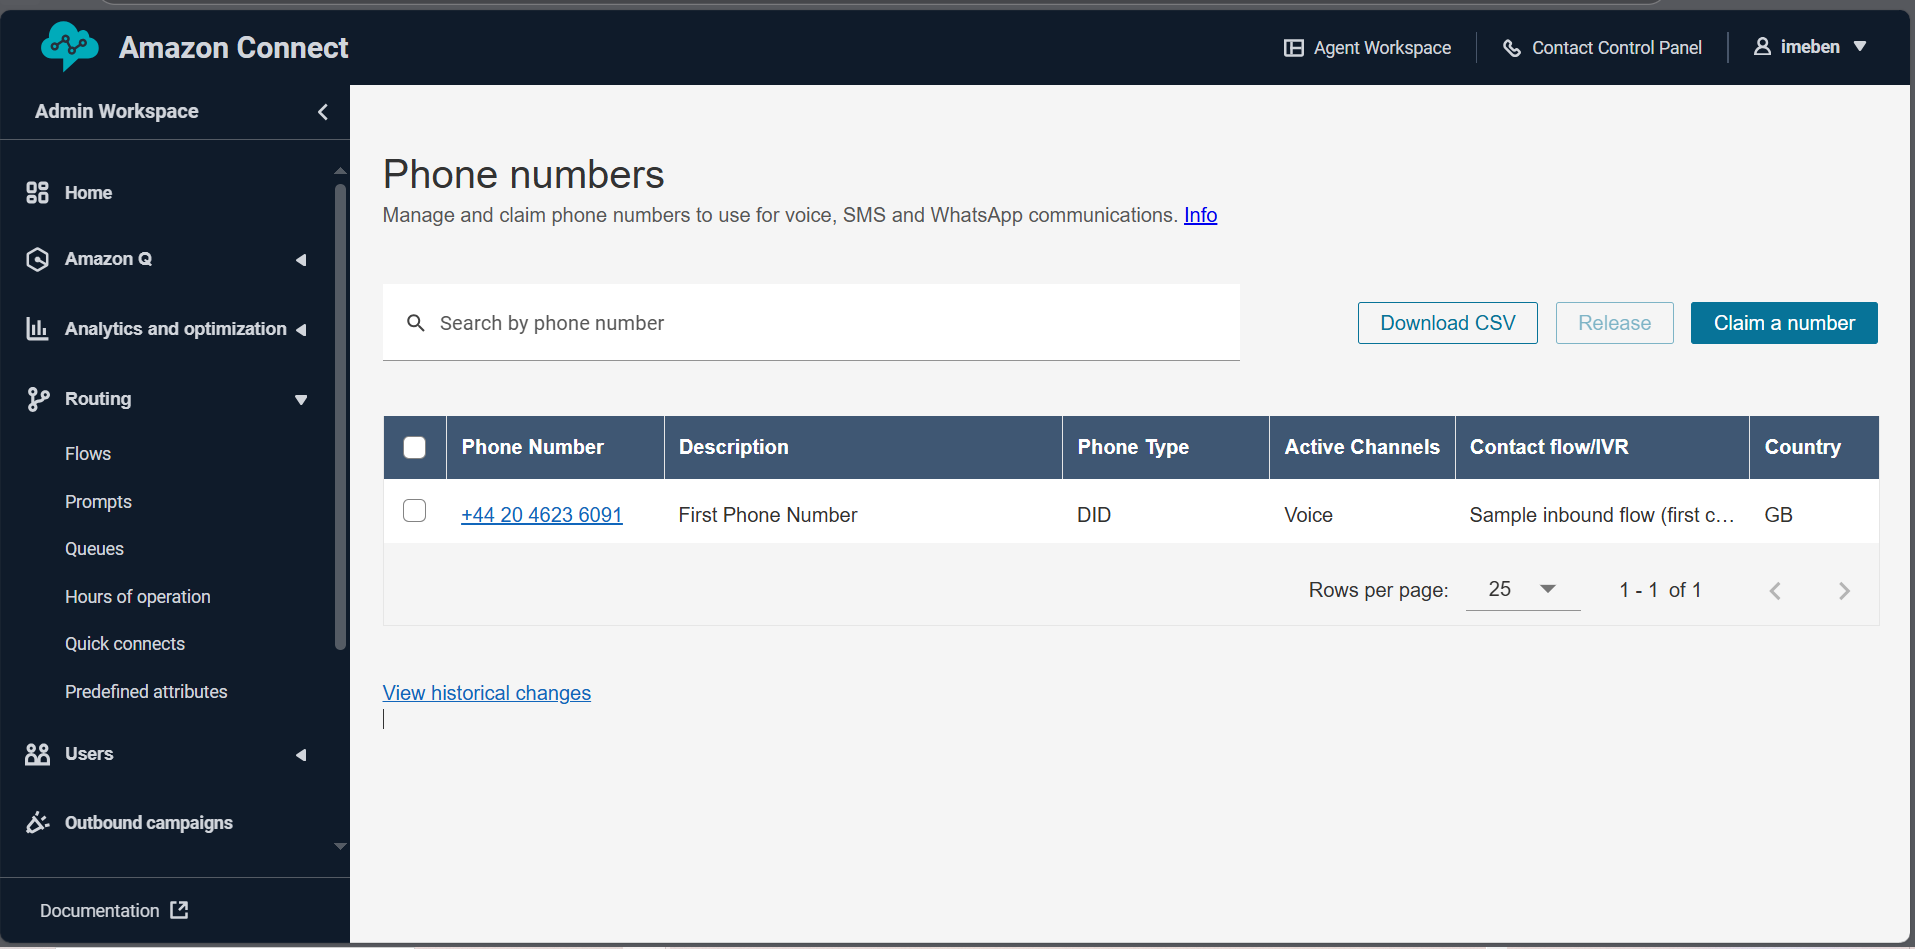 Amazon Connect
Agent Workspace
Contact Control Panel
imeben
Admin Workspace
Home
Amazon Q
Analytics and optimization
Routing
Flows
Prompts
Queues
Hours of operation
Quick connects
Predefined attributes
Users
Outbound campaigns
Documentation
Phone numbers
Manage and claim phone numbers to use for voice, SMS and WhatsApp communications. Info
Search by phone number
Download CSV
Release
Claim a number
Phone Number Description Phone Type Active Channels Contact flow/IVR Country
+44 20 4623 6091 First Phone Number DID Voice Sample inbound flow (first c... GB
Rows per page: 25 1 - 1 of 1
View historical changes